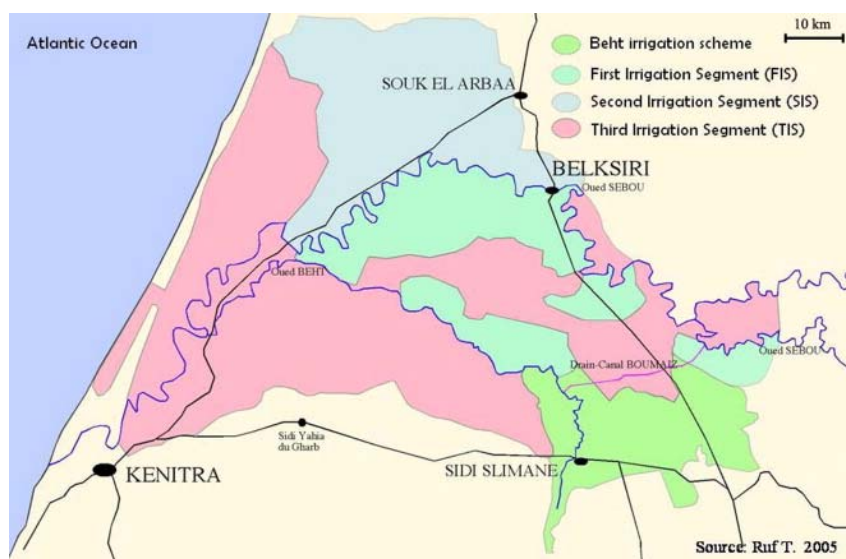 10 km
Atlantic Ocean
Beht irrigation scheme
First Irrigation Segment (FIS)
Second Irrigation Segment (SIS)
Third Irrigation Segment (TIS)
SOUK EL ARBAA
BELKSIRI
Oued SEBOU
Oued BEHT
Oued SEBOU
Drain-Canal BOUMAIZ
Sidi Yahia
du Gharb
KENITRA
SIDI SLIMANE
Source: Ruf T. 2005